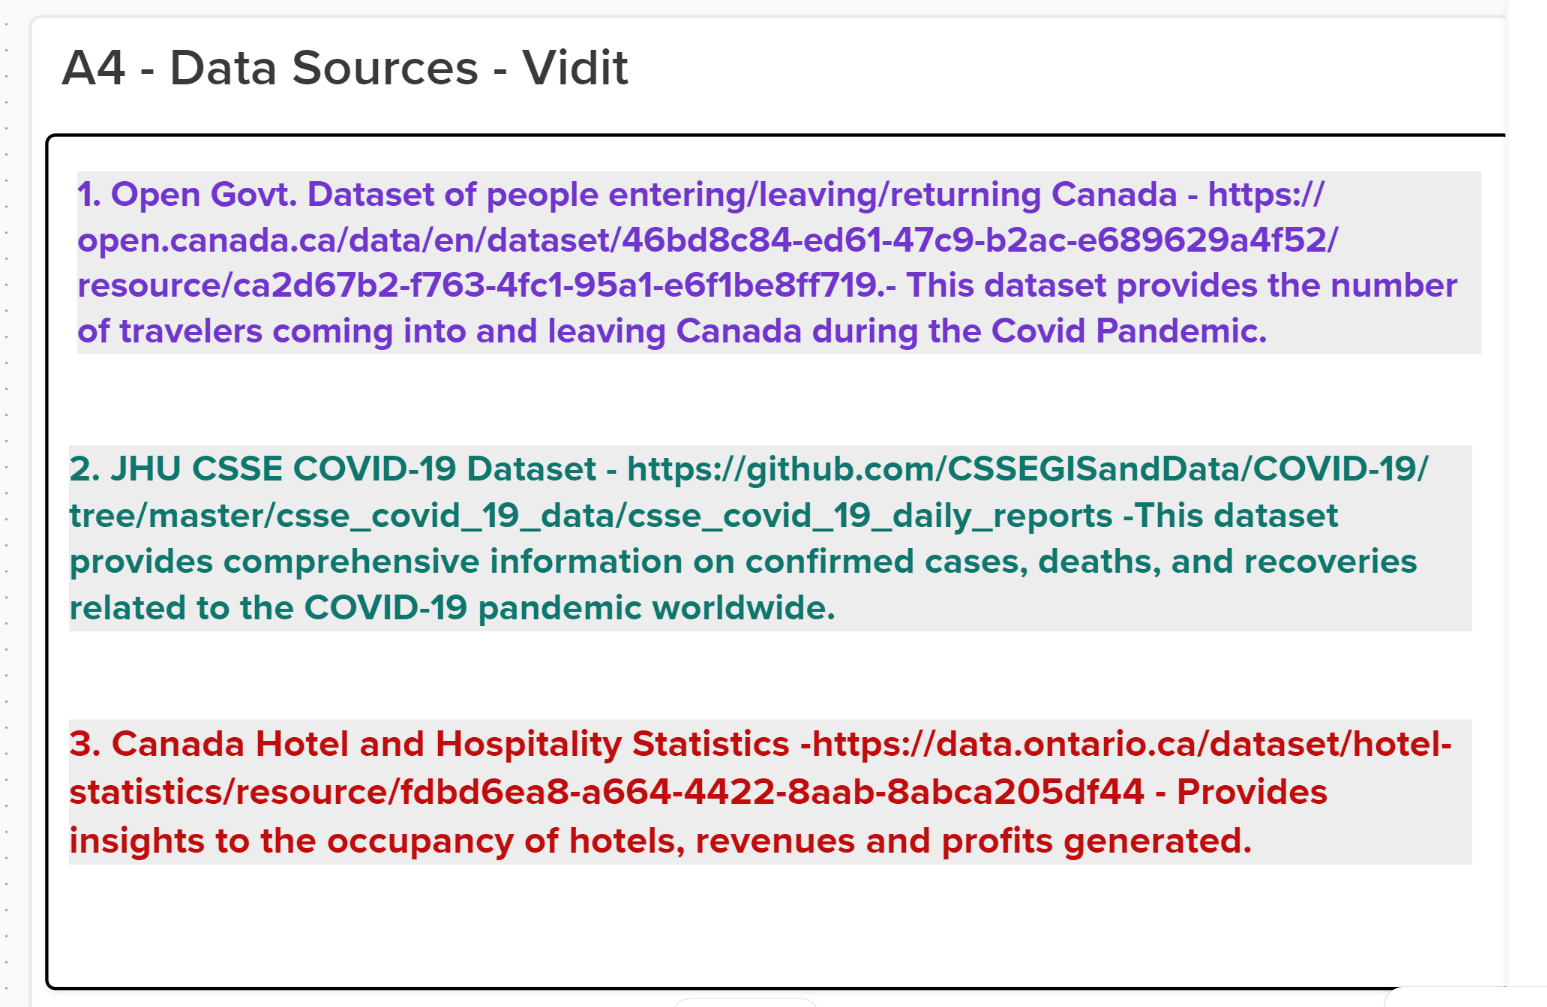 A4 - Data Sources - Vidit
1. Open Govt. Dataset of people entering/leaving/returning Canada - https://
open.canada.ca/data/en/dataset/46bd8c84-ed61-47c9-b2ac-e689629a4f52/
resource/ca2d67b2-f763-4fc1-95a1-e6f1be8ff719.- This dataset provides the number
of travelers coming into and leaving Canada during the Covid Pandemic.
2. JHU CSSE COVID-19 Dataset - https://github.com/CSSEGISandData/COVID-19/
tree/master/csse_covid_19_data/csse_covid_19_daily_reports -This dataset
provides comprehensive information on confirmed cases, deaths, and recoveries
related to the COVID-19 pandemic worldwide.
3. Canada Hotel and Hospitality Statistics -https://data.ontario.ca/dataset/hotel-
statistics/resource/fdbd6ea8-a664-4422-8aab-8abca205df44 - Provides
insights to the occupancy of hotels, revenues and profits generated.